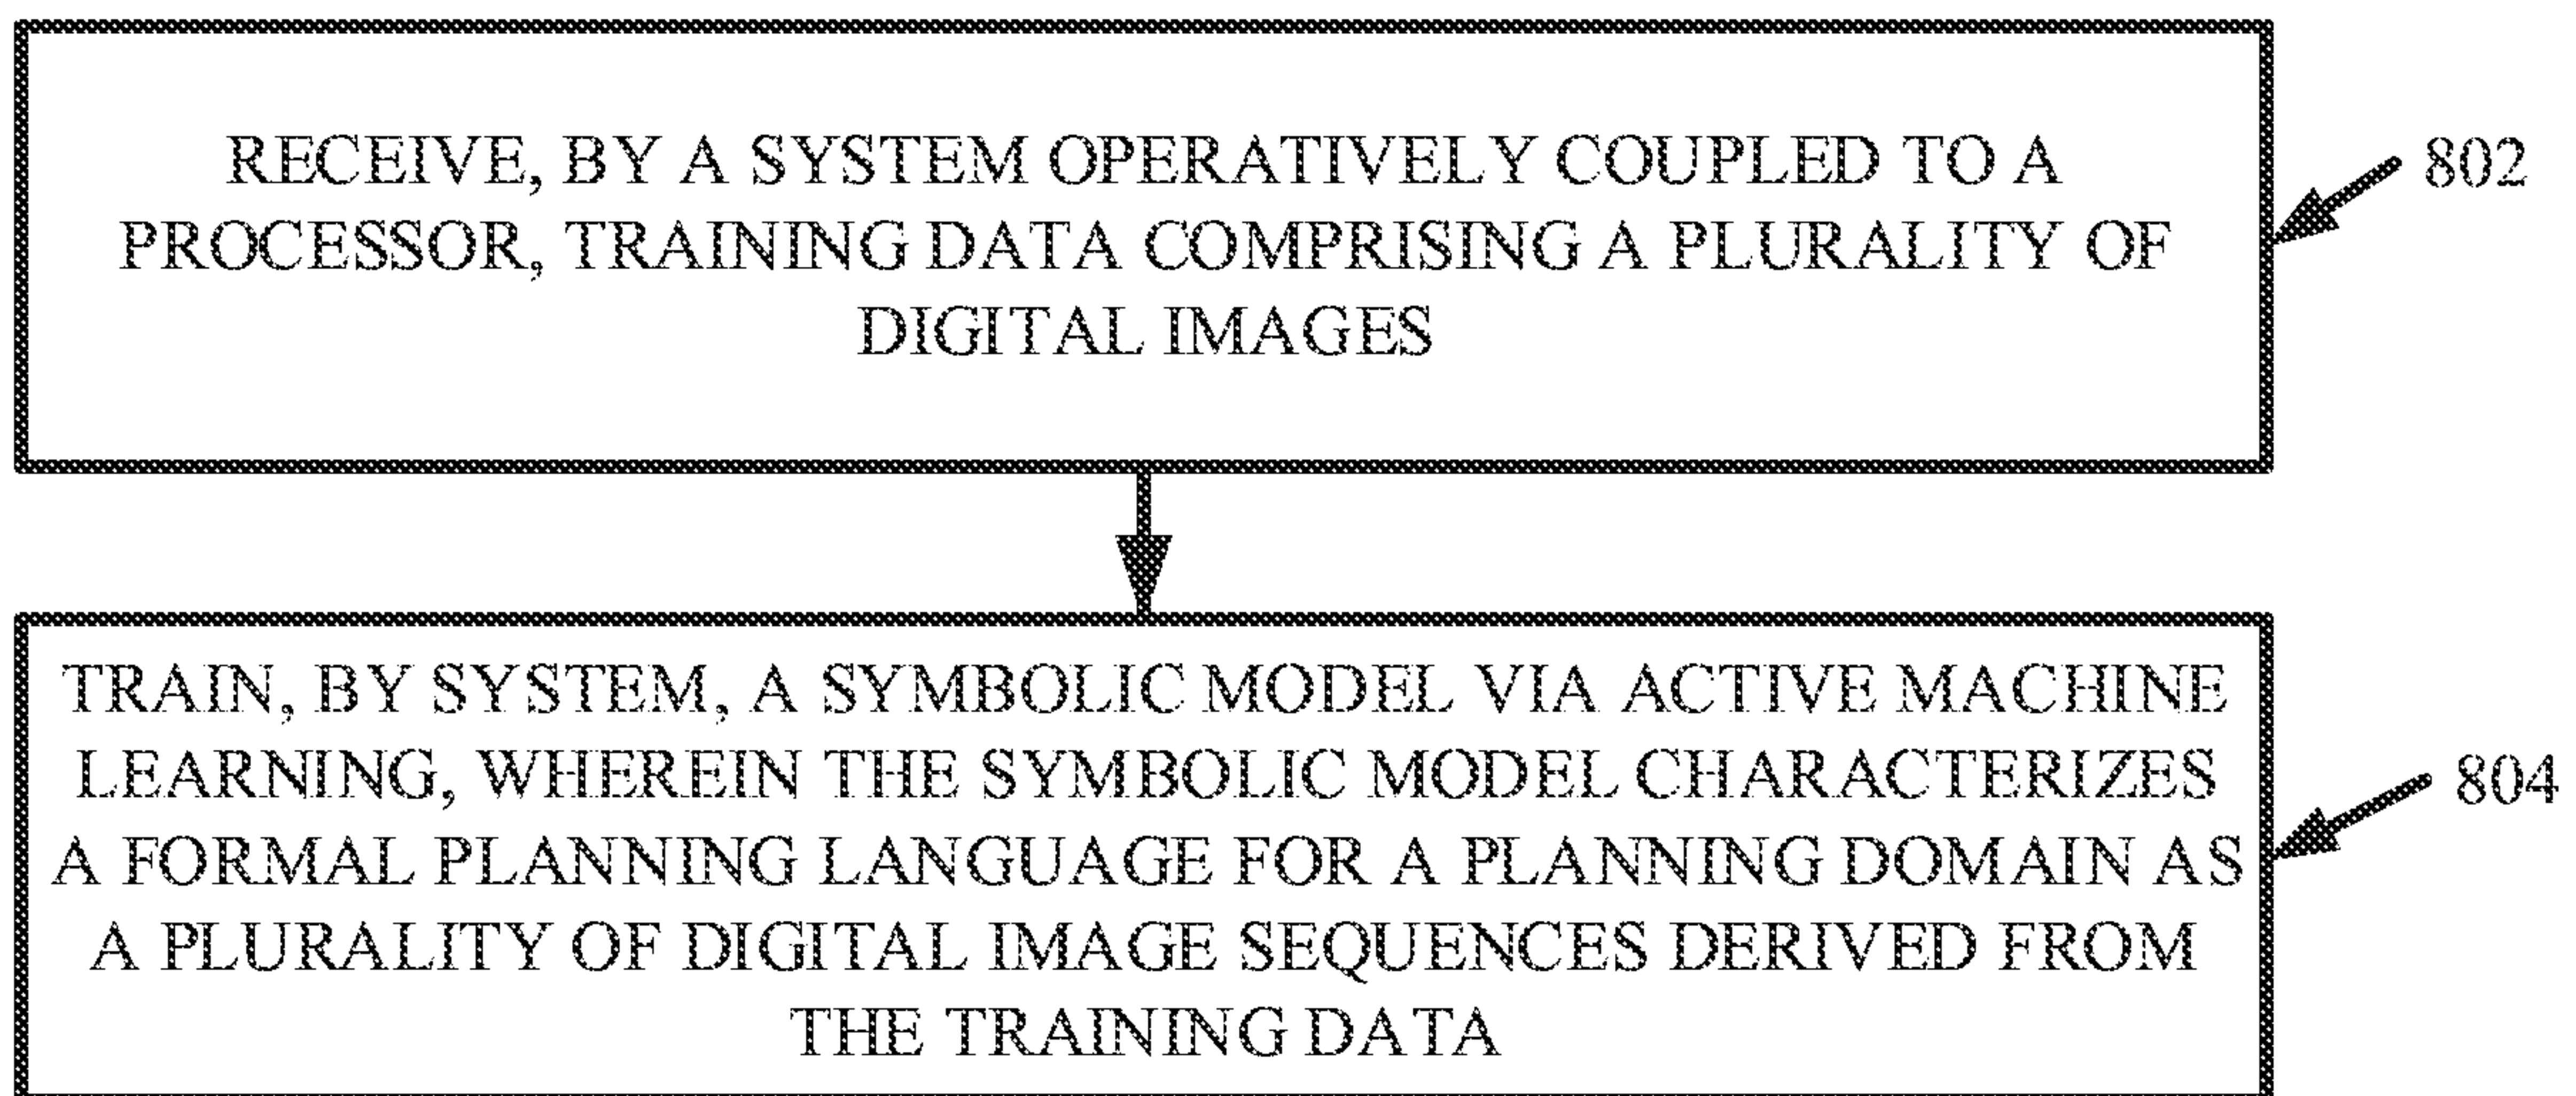 RECEIVE, BY A SYSTEM OPERATIVELY COUPLED TO A
PROCESSOR, TRAINING DATA COMPRISING A PLURALITY OF
DIGITAL IMAGES
802
TRAIN, BY SYSTEM, A SYMBOLIC MODEL VIA ACTIVE MACHINE
LEARNING, WHEREIN THE SYMBOLIC MODEL CHARACTERIZES
A FORMAL PLANNING LANGUAGE FOR A PLANNING DOMAIN AS
A PLURALITY OF DIGITAL IMAGE SEQUENCES DERIVED FROM
THE TRAINING DATA
804